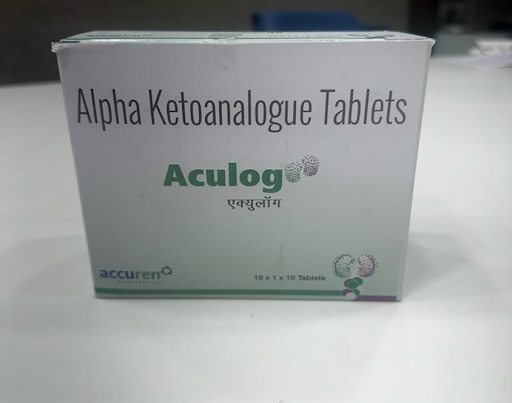 Alpha Ketoanalogue Tablets
Aculog
एक्युलॉग
accuren
10 x 1 x 10 Tablets